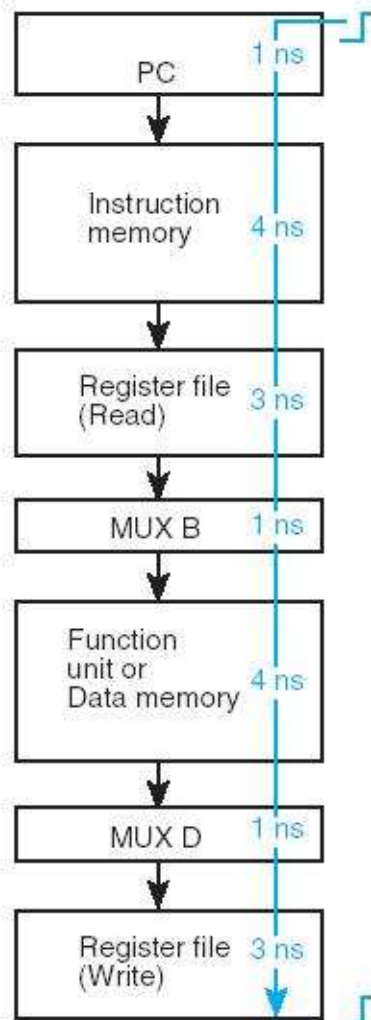 1 ns
PC
Instruction
memory
4 ns
Register file
(Read)
3 ns
MUX B
1 ns
Function
unit or
Data memory
4 ns
MUX D
1 ns
Register file
(Write)
3 ns